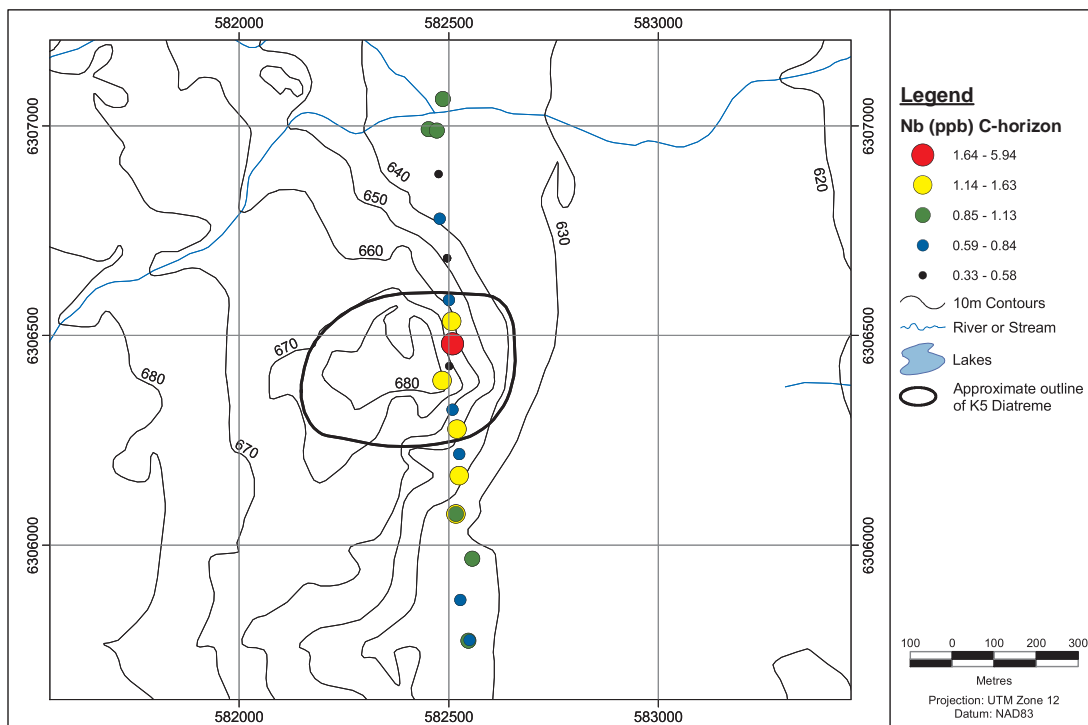 582000 582500 583000
6307000
6306500
6306000
6307000
6306500
6306000
640
650
660
630
620
670
680
680
670
582000 582500 583000
Legend
Nb (ppb) C-horizon
1.64 - 5.94
1.14 - 1.63
0.85 - 1.13
0.59 - 0.84
0.33 - 0.58
10m Contours
River or Stream
Lakes
Approximate outline
of K5 Diatreme
100 0 100 200 300
Metres
Projection: UTM Zone 12
Datum: NAD83